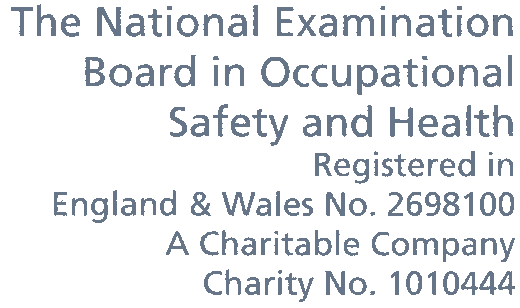 The National Examination
Board in Occupational
Safety and Health
Registered in
England & Wales No. 2698100
A Charitable Company
Charity No. 1010444